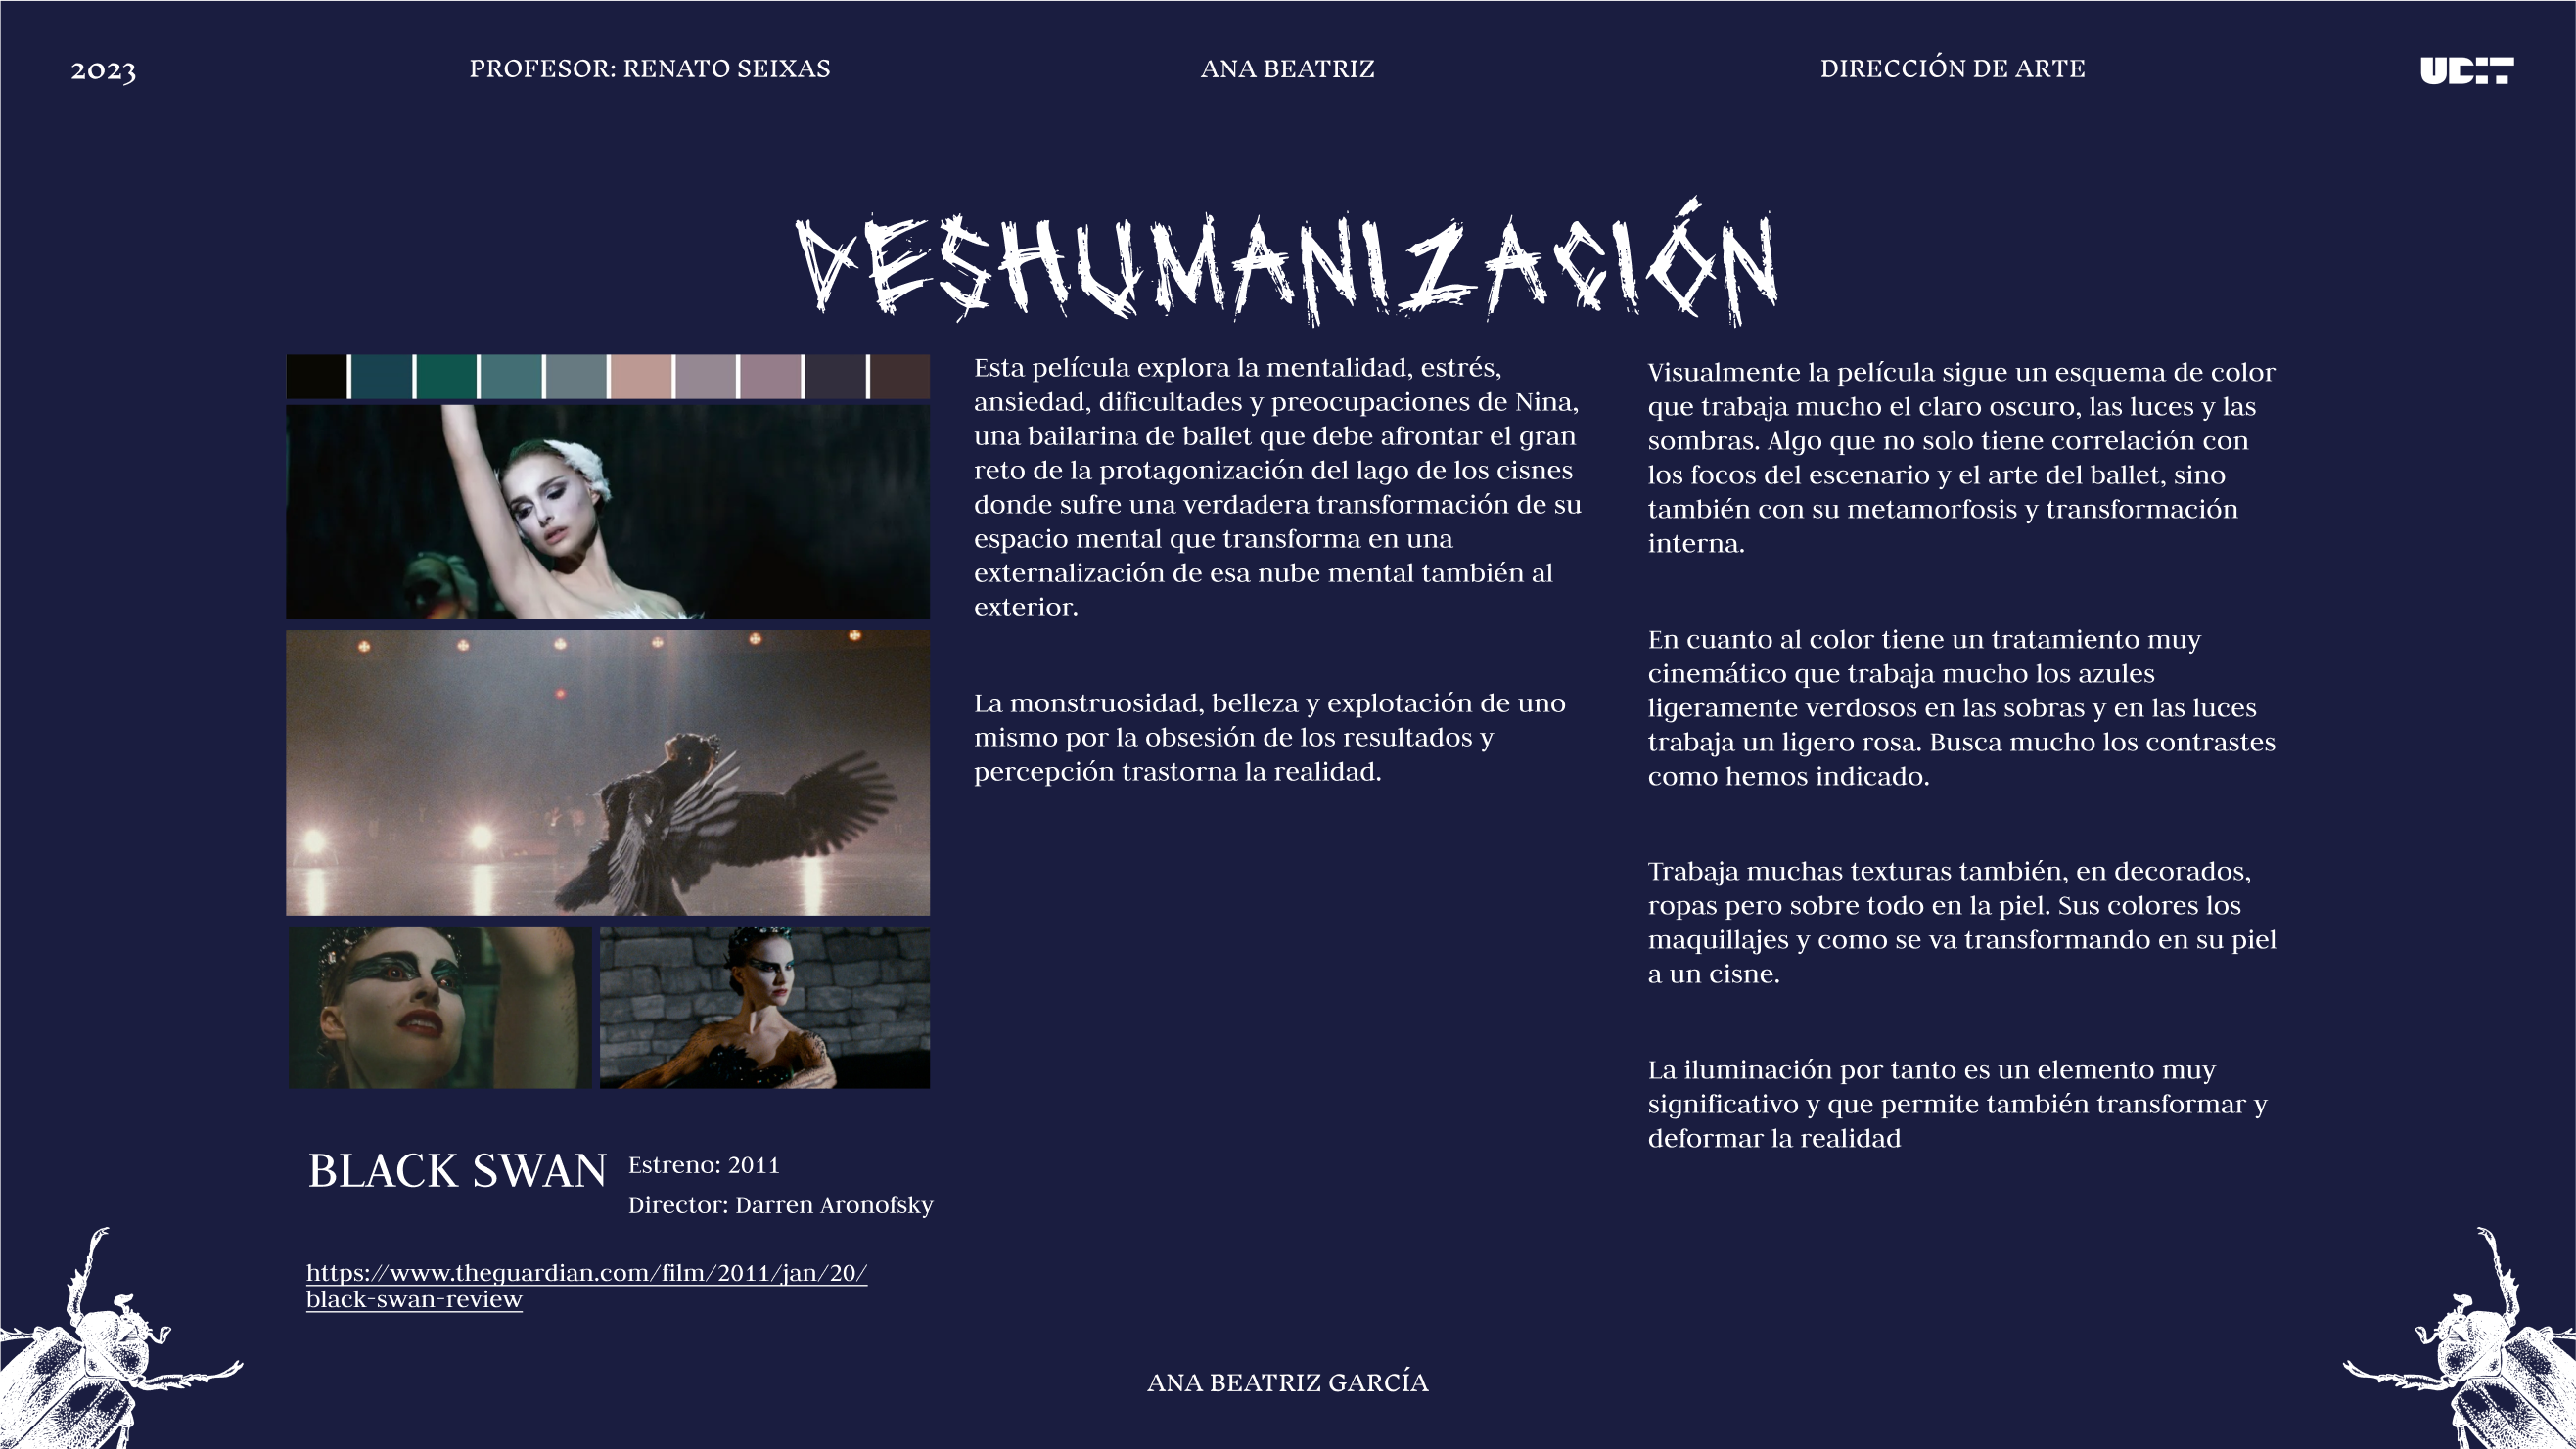 2023
PROFESOR: RENATO SEIXAS
ANA BEATRIZ
DIRECCIÓN DE ARTE
UDIT
DESHUMANIZACIÓN
Esta película explora la mentalidad, estrés,
ansiedad, dificultades y preocupaciones de Nina,
una bailarina de ballet que debe afrontar el gran
reto de la protagonización del lago de los cisnes
donde sufre una verdadera transformación de su
espacio mental que transforma en una
externalización de esa nube mental también al
exterior.
La monstruosidad, belleza y explotación de uno
mismo por la obsesión de los resultados y
percepción trastorna la realidad.
Visualmente la película sigue un esquema de color
que trabaja mucho el claro oscuro, las luces y las
sombras. Algo que no solo tiene correlación con
los focos del escenario y el arte del ballet, sino
también con su metamorfosis y transformación
interna.
En cuanto al color tiene un tratamiento muy
cinemático que trabaja mucho los azules
ligeramente verdosos en las sobras y en las luces
trabaja un ligero rosa. Busca mucho los contrastes
como hemos indicado.
Trabaja muchas texturas también, en decorados,
ropas pero sobre todo en la piel. Sus colores los
maquillajes y como se va transformando en su piel
a un cisne.
La iluminación por tanto es un elemento muy
significativo y que permite también transformar y
deformar la realidad
BLACK SWAN
Estreno: 2011
Director: Darren Aronofsky
https://www.theguardian.com/film/2011/jan/20/
black-swan-review
ANA BEATRIZ GARCÍA